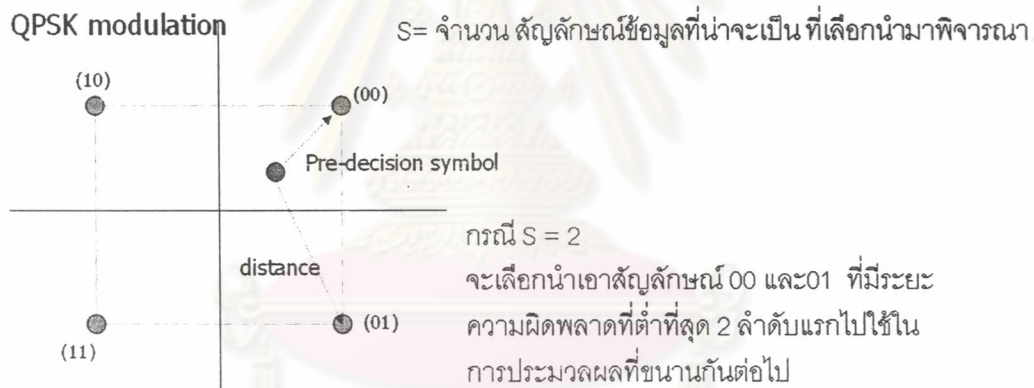 QPSK modulation
S= จำนวน สัญลักษณ์ข้อมูลที่น่าจะเป็น ที่เลือกนำมาพิจารณา
(10)
(00)
Pre-decision symbol
กรณี S = 2
distance
จะเลือกนำเอาสัญลักษณ์ 00 และ01 ที่มีระยะ
(01)
ความผิดพลาดที่ต่ำที่สุด 2 ลำดับแรกไปใช้ใน
(11)
การประมวลผลที่ขนานกันต่อไป